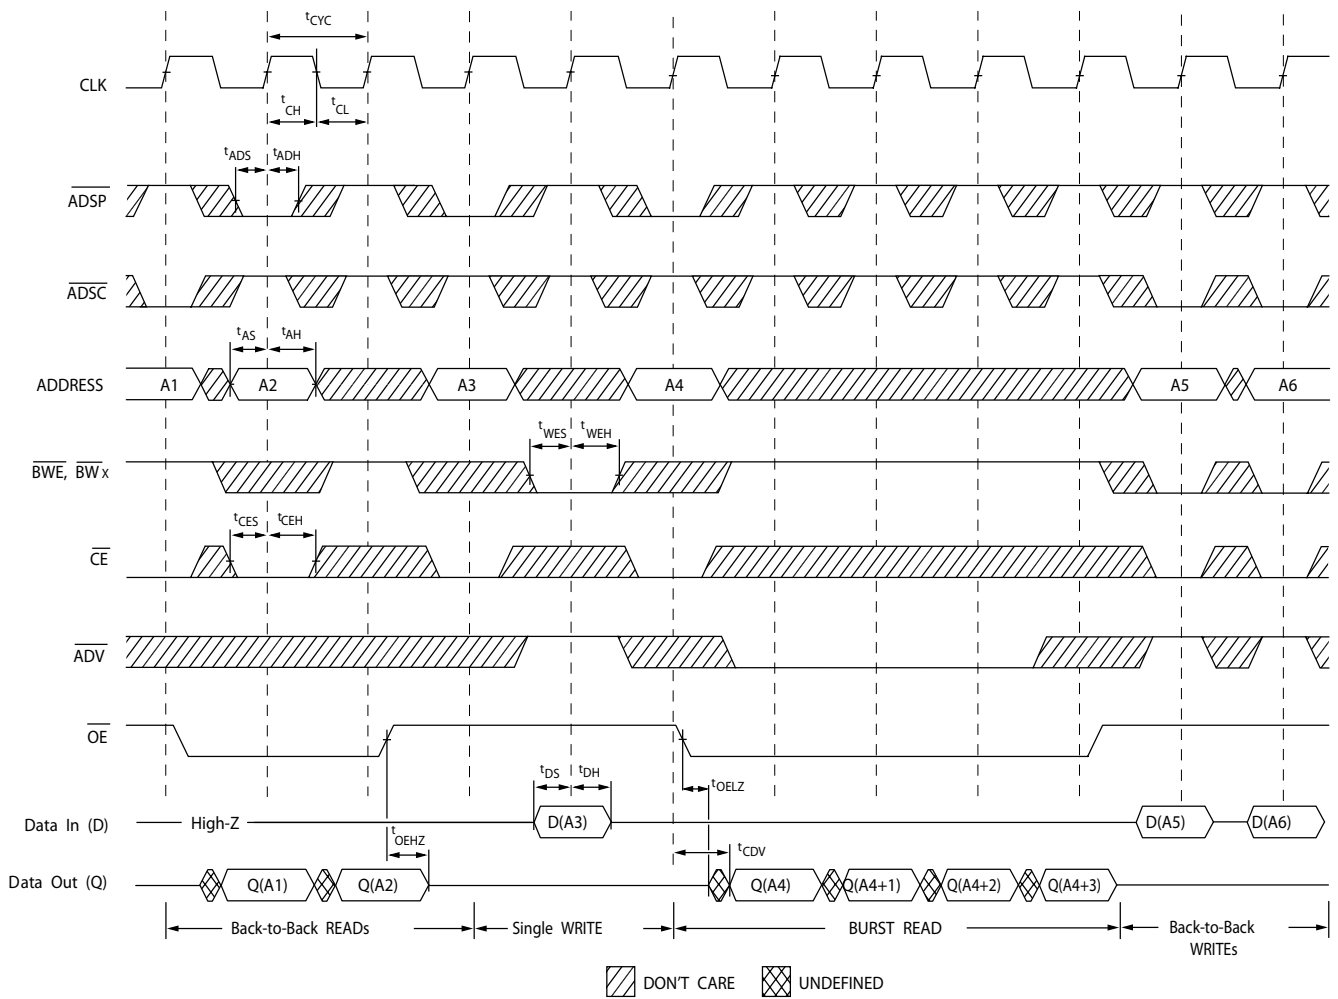 tCYC
CLK
tCH
tCL
tADS
tADH
ADSP
ADSC
tAS
tAH
ADDRESS
A1
A2
A3
A4
A5
A6
tWES
tWEH
BWE, BW x
tCES
tCEH
CE
ADV
OE
tDS
tDH
tOELZ
Data In (D)
High-Z
D(A3)
D(A5)
D(A6)
tOEHZ
tCDV
Data Out (Q)
Q(A1)
Q(A2)
Q(A4)
Q(A4+1)
Q(A4+2)
Q(A4+3)
Back-to-Back READs
Single WRITE
BURST READ
Back-to-Back
WRITEs
DON'T CARE
UNDEFINED